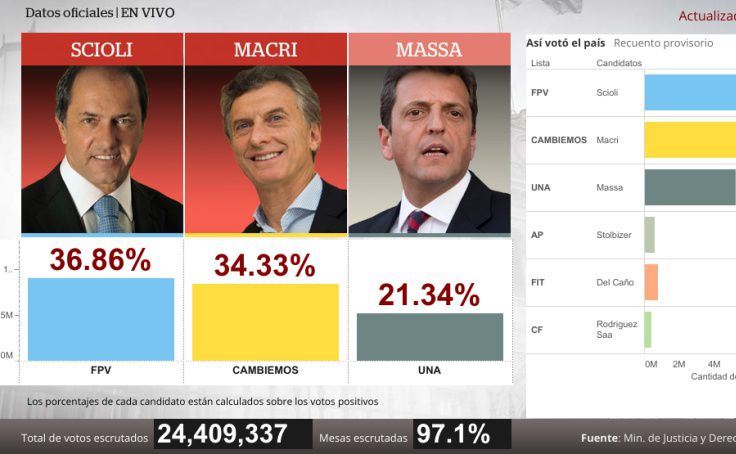 Datos oficiales | EN VIVO
Actualizad
SCIOLI
MACRI
MASSA
36.86%
34.33%
21.34%
1..
5M
0M
FPV
CAMBIEMOS
UNA
Los porcentajes de cada candidato están calculados sobre los votos positivos
Así votó el país Recuento provisorio
Lista Candidatos
FPV Scioli
CAMBIEMOS Macri
UNA Massa
AP Stolbizer
FIT Del Caño
CF Rodriguez
Saa
0M 2M 4M
Cantidad de
Total de votos escrutados 24,409,337 Mesas escrutadas 97.1% Fuente: Min. de Justicia y Derec